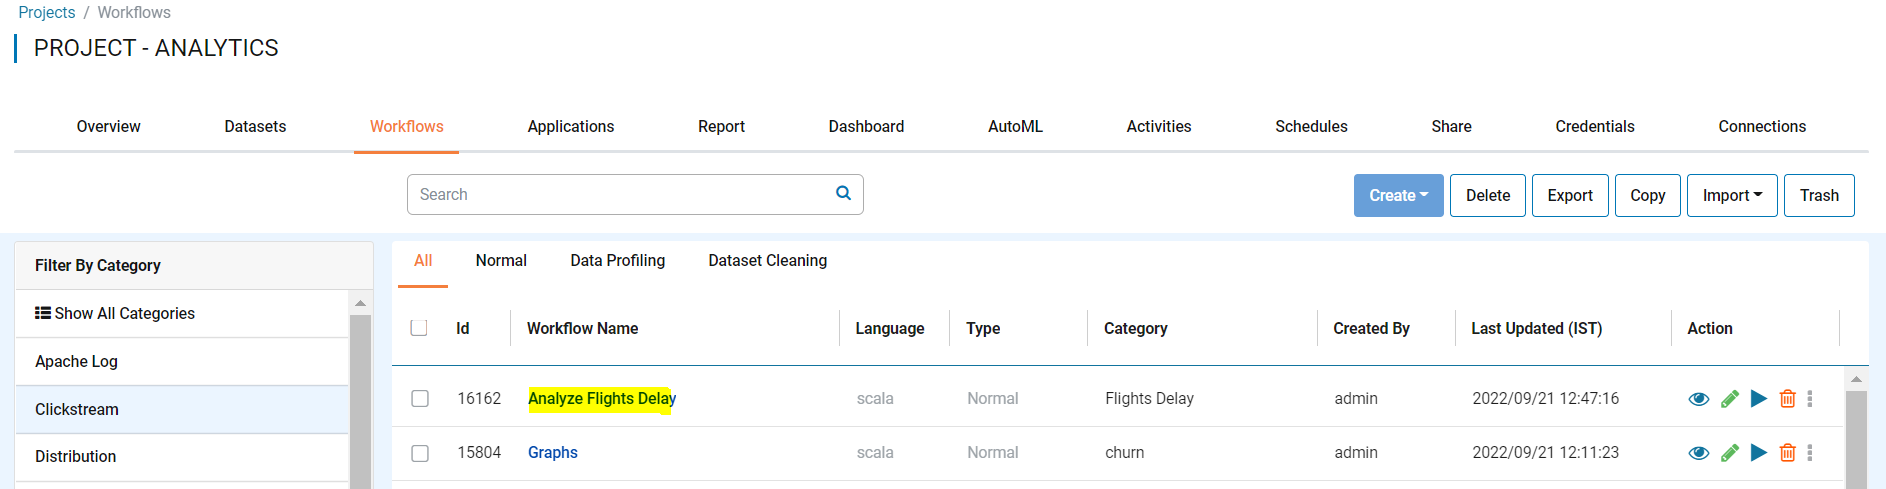 Projects / Workflows
PROJECT - ANALYTICS
Overview Datasets Workflows Applications Report Dashboard AutoML Activities Schedules Share Credentials Connections
Search Create Delete Export Copy Import Trash
Filter By Category
Show All Categories
Apache Log
Clickstream
Distribution
All Normal Data Profiling Dataset Cleaning
Id Workflow Name Language Type Category Created By Last Updated (IST) Action
16162 Analyze Flights Delay scala Normal Flights Delay admin 2022/09/21 12:47:16
15804 Graphs scala Normal churn admin 2022/09/21 12:11:23